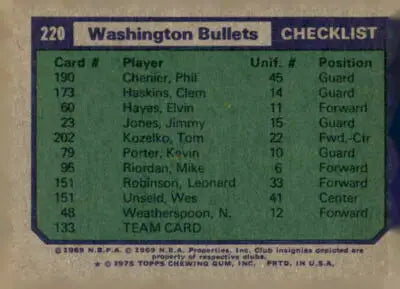 220 Washington Bullets CHECKLIST
Card # Player Unif. # Position
190 Chenier, Phil 45 Guard
173 Haskins, Clem 14 Guard
60 Hayes, Elvin 11 Forward
23 Jones, Jimmy 15 Guard
202 Kozelko, Tom 22 Fwd.-Ctr
79 Porter, Kevin 10 Guard
95 Riordan, Mike 6 Forward
151 Robinson, Leonard 33 Forward
151 Unseld, Wes 41 Center
48 Weatherspoon, N. 12 Forward
133 TEAM CARD
© 1969 N.B.P.A. © 1969 N.B.A. Properties, Inc. Club insignias depicted are
property of respective clubs.
★ © 1975 TOPPS CHEWING GUM, INC. PRTD. IN U.S.A.